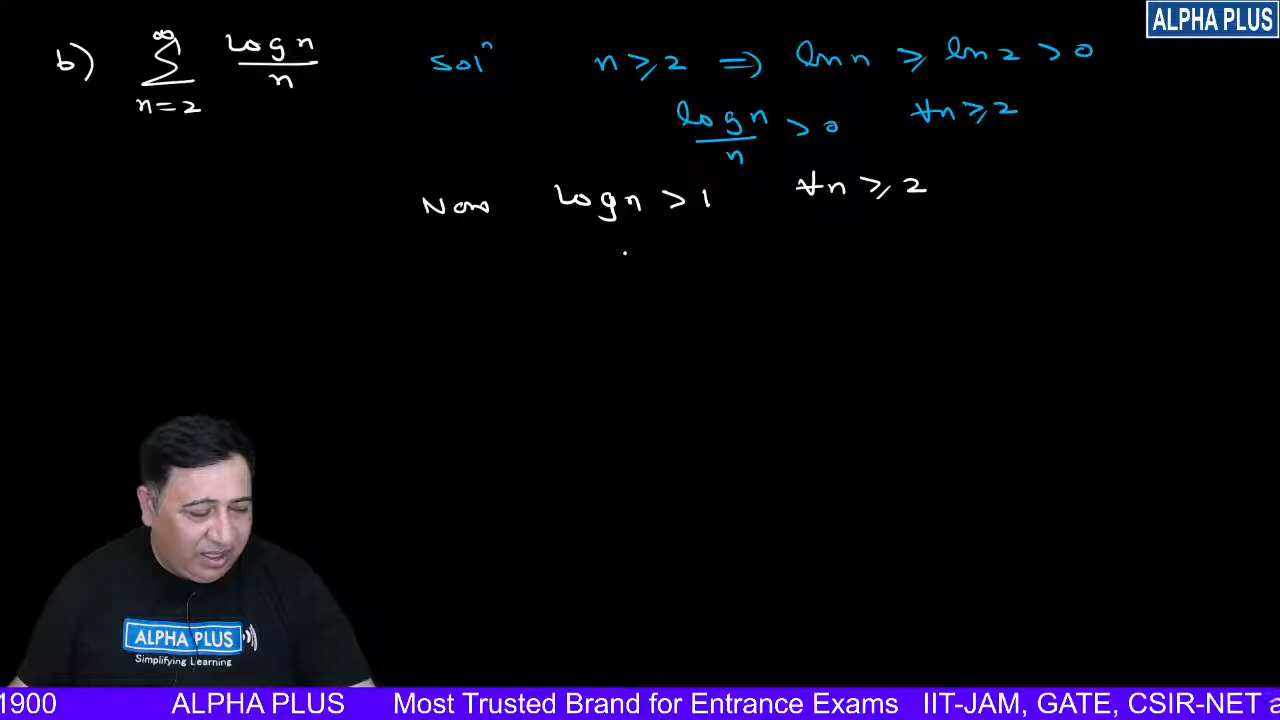 ALPHA PLUS
b) ∞ ∑ n=2 log n / n solⁿ n ≥ 2 ⟹ ln n ≥ ln 2 > 0
log n / n > 0 ∀n ≥ 2
Now log n > 1 ∀n ≥ 2
ALPHA PLUS
Simplifying Learning
1900 ALPHA PLUS Most Trusted Brand for Entrance Exams IIT-JAM, GATE, CSIR-NET a